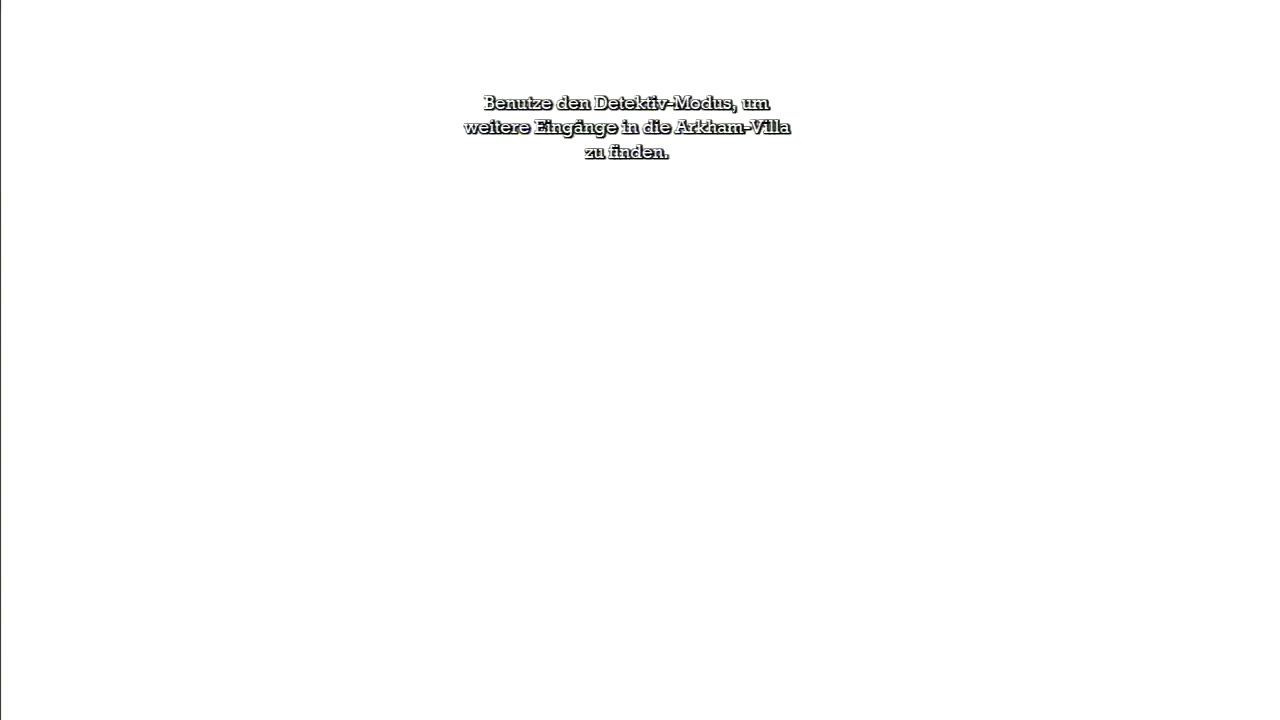 Benutze den Detektiv-Modus, um
weitere Eingänge in die Arkham-Villa
zu finden.